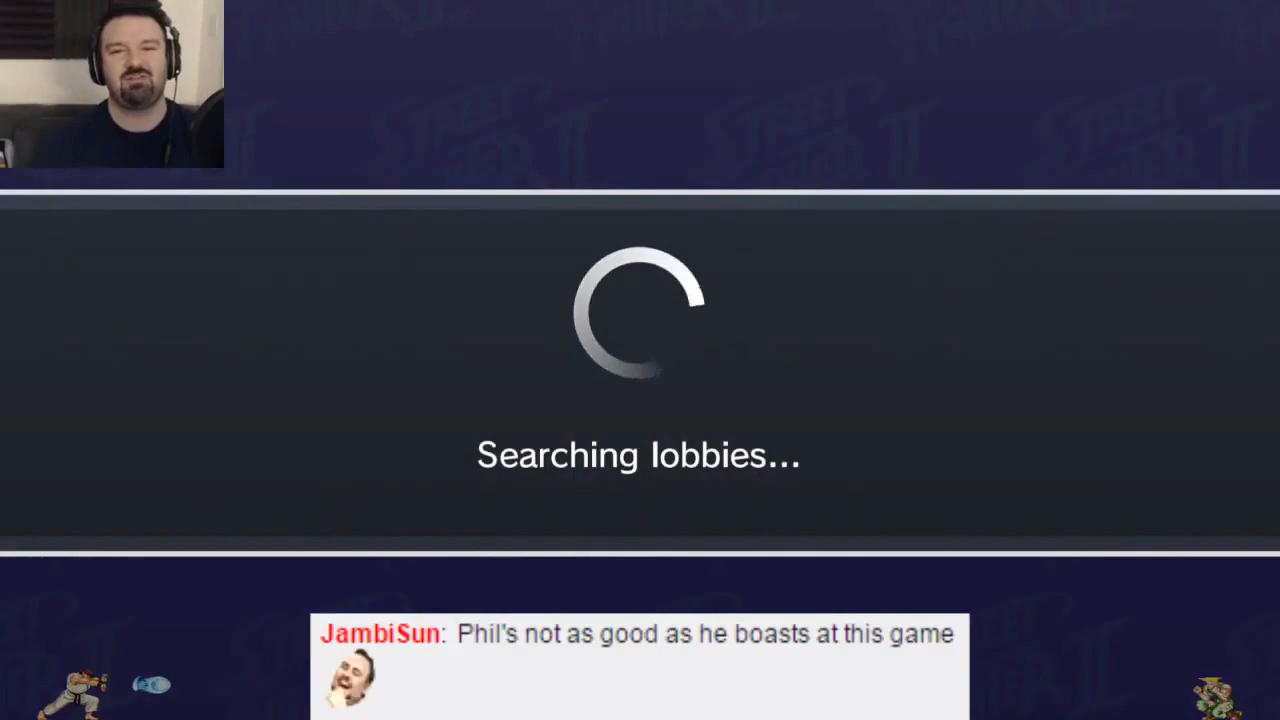 Searching lobbies...
JambiSun: Phil's not as good as he boasts at this game